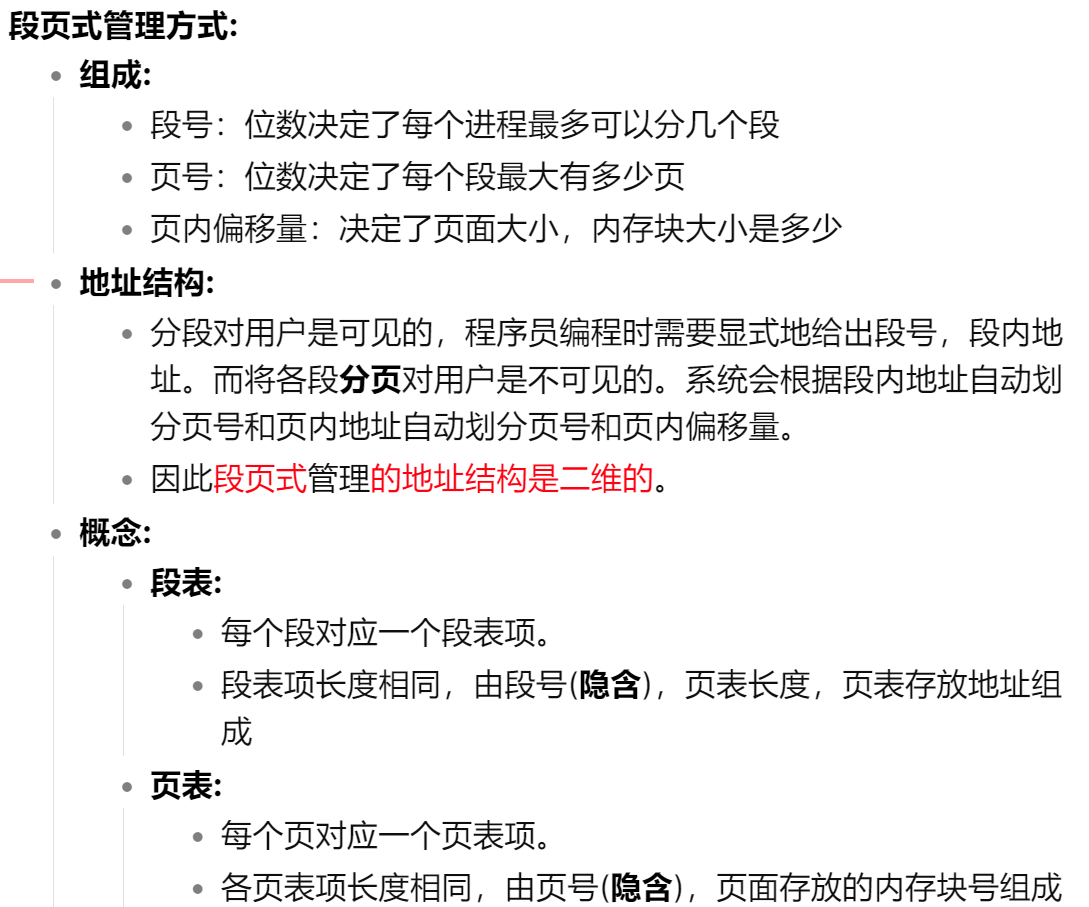 段页式管理方式:
组成:
段号：位数决定了每个进程最多可以分几个段
页号：位数决定了每个段最大有多少页
页内偏移量：决定了页面大小，内存块大小是多少
地址结构:
分段对用户是可见的，程序员编程时需要显式地给出段号，段内地
址。而将各段分页对用户是不可见的。系统会根据段内地址自动划
分页号和页内地址自动划分页号和页内偏移量。
因此段页式管理的地址结构是二维的。
概念:
段表:
每个段对应一个段表项。
段表项长度相同，由段号(隐含)，页表长度，页表存放地址组
成
页表:
每个页对应一个页表项。
各页表项长度相同，由页号(隐含)，页面存放的内存块号组成